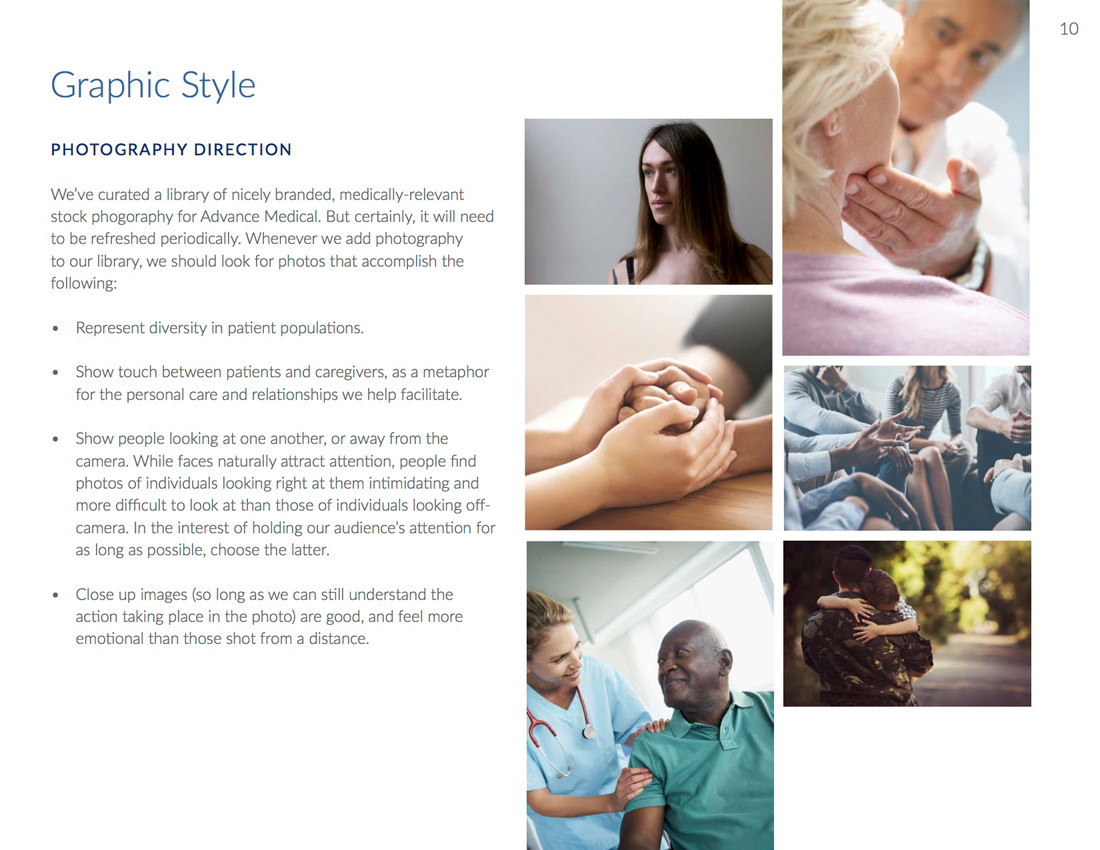 10
Graphic Style
PHOTOGRAPHY DIRECTION
We've curated a library of nicely branded, medically-relevant
stock phogoraphy for Advance Medical. But certainly, it will need
to be refreshed periodically. Whenever we add photography
to our library, we should look for photos that accomplish the
following:
• Represent diversity in patient populations.
• Show touch between patients and caregivers, as a metaphor
for the personal care and relationships we help facilitate.
• Show people looking at one another, or away from the
camera. While faces naturally attract attention, people find
photos of individuals looking right at them intimidating and
more difficult to look at than those of individuals looking off-
camera. In the interest of holding our audience's attention for
as long as possible, choose the latter.
• Close up images (so long as we can still understand the
action taking place in the photo) are good, and feel more
emotional than those shot from a distance.